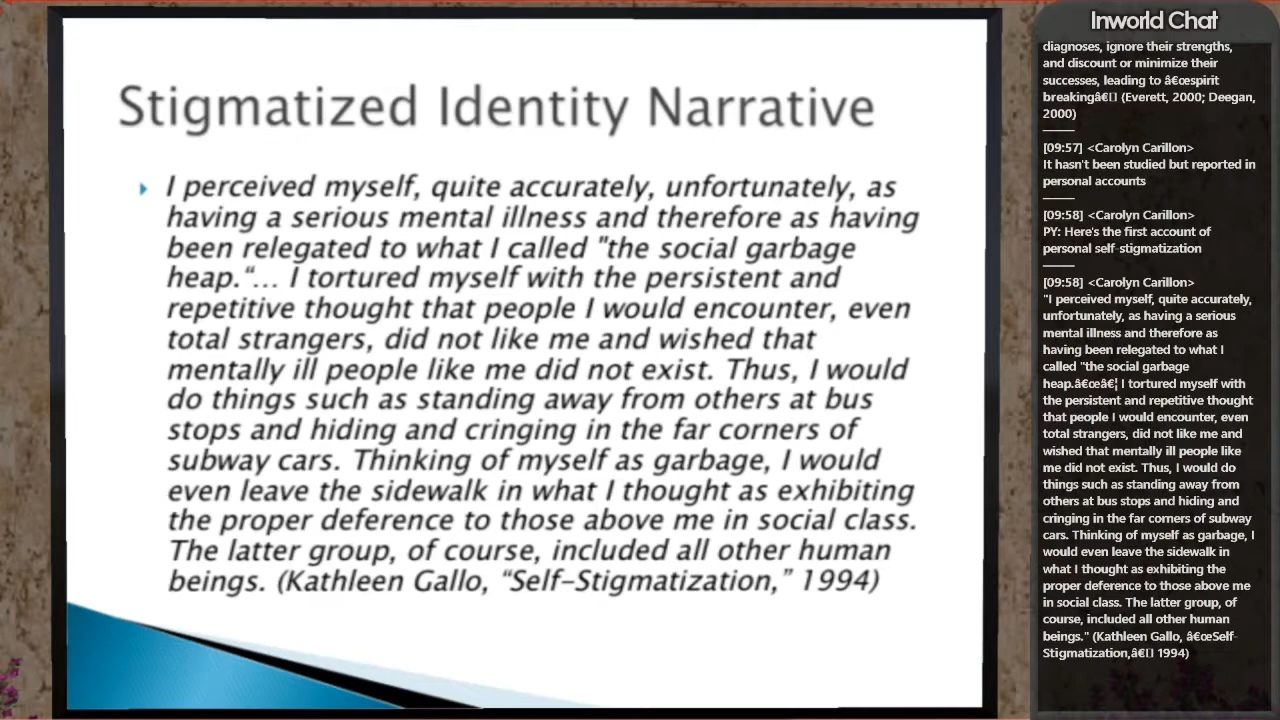 Stigmatized Identity Narrative
I perceived myself, quite accurately, unfortunately, as
having a serious mental illness and therefore as having
been relegated to what I called "the social garbage
heap."“… I tortured myself with the persistent and
repetitive thought that people I would encounter, even
total strangers, did not like me and wished that
mentally ill people like me did not exist. Thus, I would
do things such as standing away from others at bus
stops and hiding and cringing in the far corners of
subway cars. Thinking of myself as garbage, I would
even leave the sidewalk in what I thought as exhibiting
the proper deference to those above me in social class.
The latter group, of course, included all other human
beings. (Kathleen Gallo, “Self-Stigmatization,” 1994)
Inworld Chat
diagnoses, ignore their strengths,
and discount or minimize their
successes, leading to â€œspirit
breakingâ€ (Everett, 2000; Deegan,
2000)
[09:57] <Carolyn Carillon>
It hasn't been studied but reported in
personal accounts
[09:58] <Carolyn Carillon>
PY: Here's the first account of
personal self-stigmatization
[09:58] <Carolyn Carillon>
"I perceived myself, quite accurately,
unfortunately, as having a serious
mental illness and therefore as
having been relegated to what I
called "the social garbage
heap.â€œâ€¦ I tortured myself with
the persistent and repetitive thought
that people I would encounter, even
total strangers, did not like me and
wished that mentally ill people like
me did not exist. Thus, I would do
things such as standing away from
others at bus stops and hiding and
cringing in the far corners of subway
cars. Thinking of myself as garbage, I
would even leave the sidewalk in
what I thought as exhibiting the
proper deference to those above me
in social class. The latter group, of
course, included all other human
beings." (Kathleen Gallo, â€œSelf-
Stigmatization,â€ 1994)